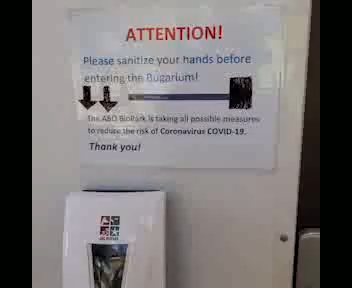 ATTENTION!
Please sanitize your hands before
entering the Bugarium!
The ABQ BioPark is taking all possible measures
to reduce the risk of Coronavirus COVID-19.
Thank you!